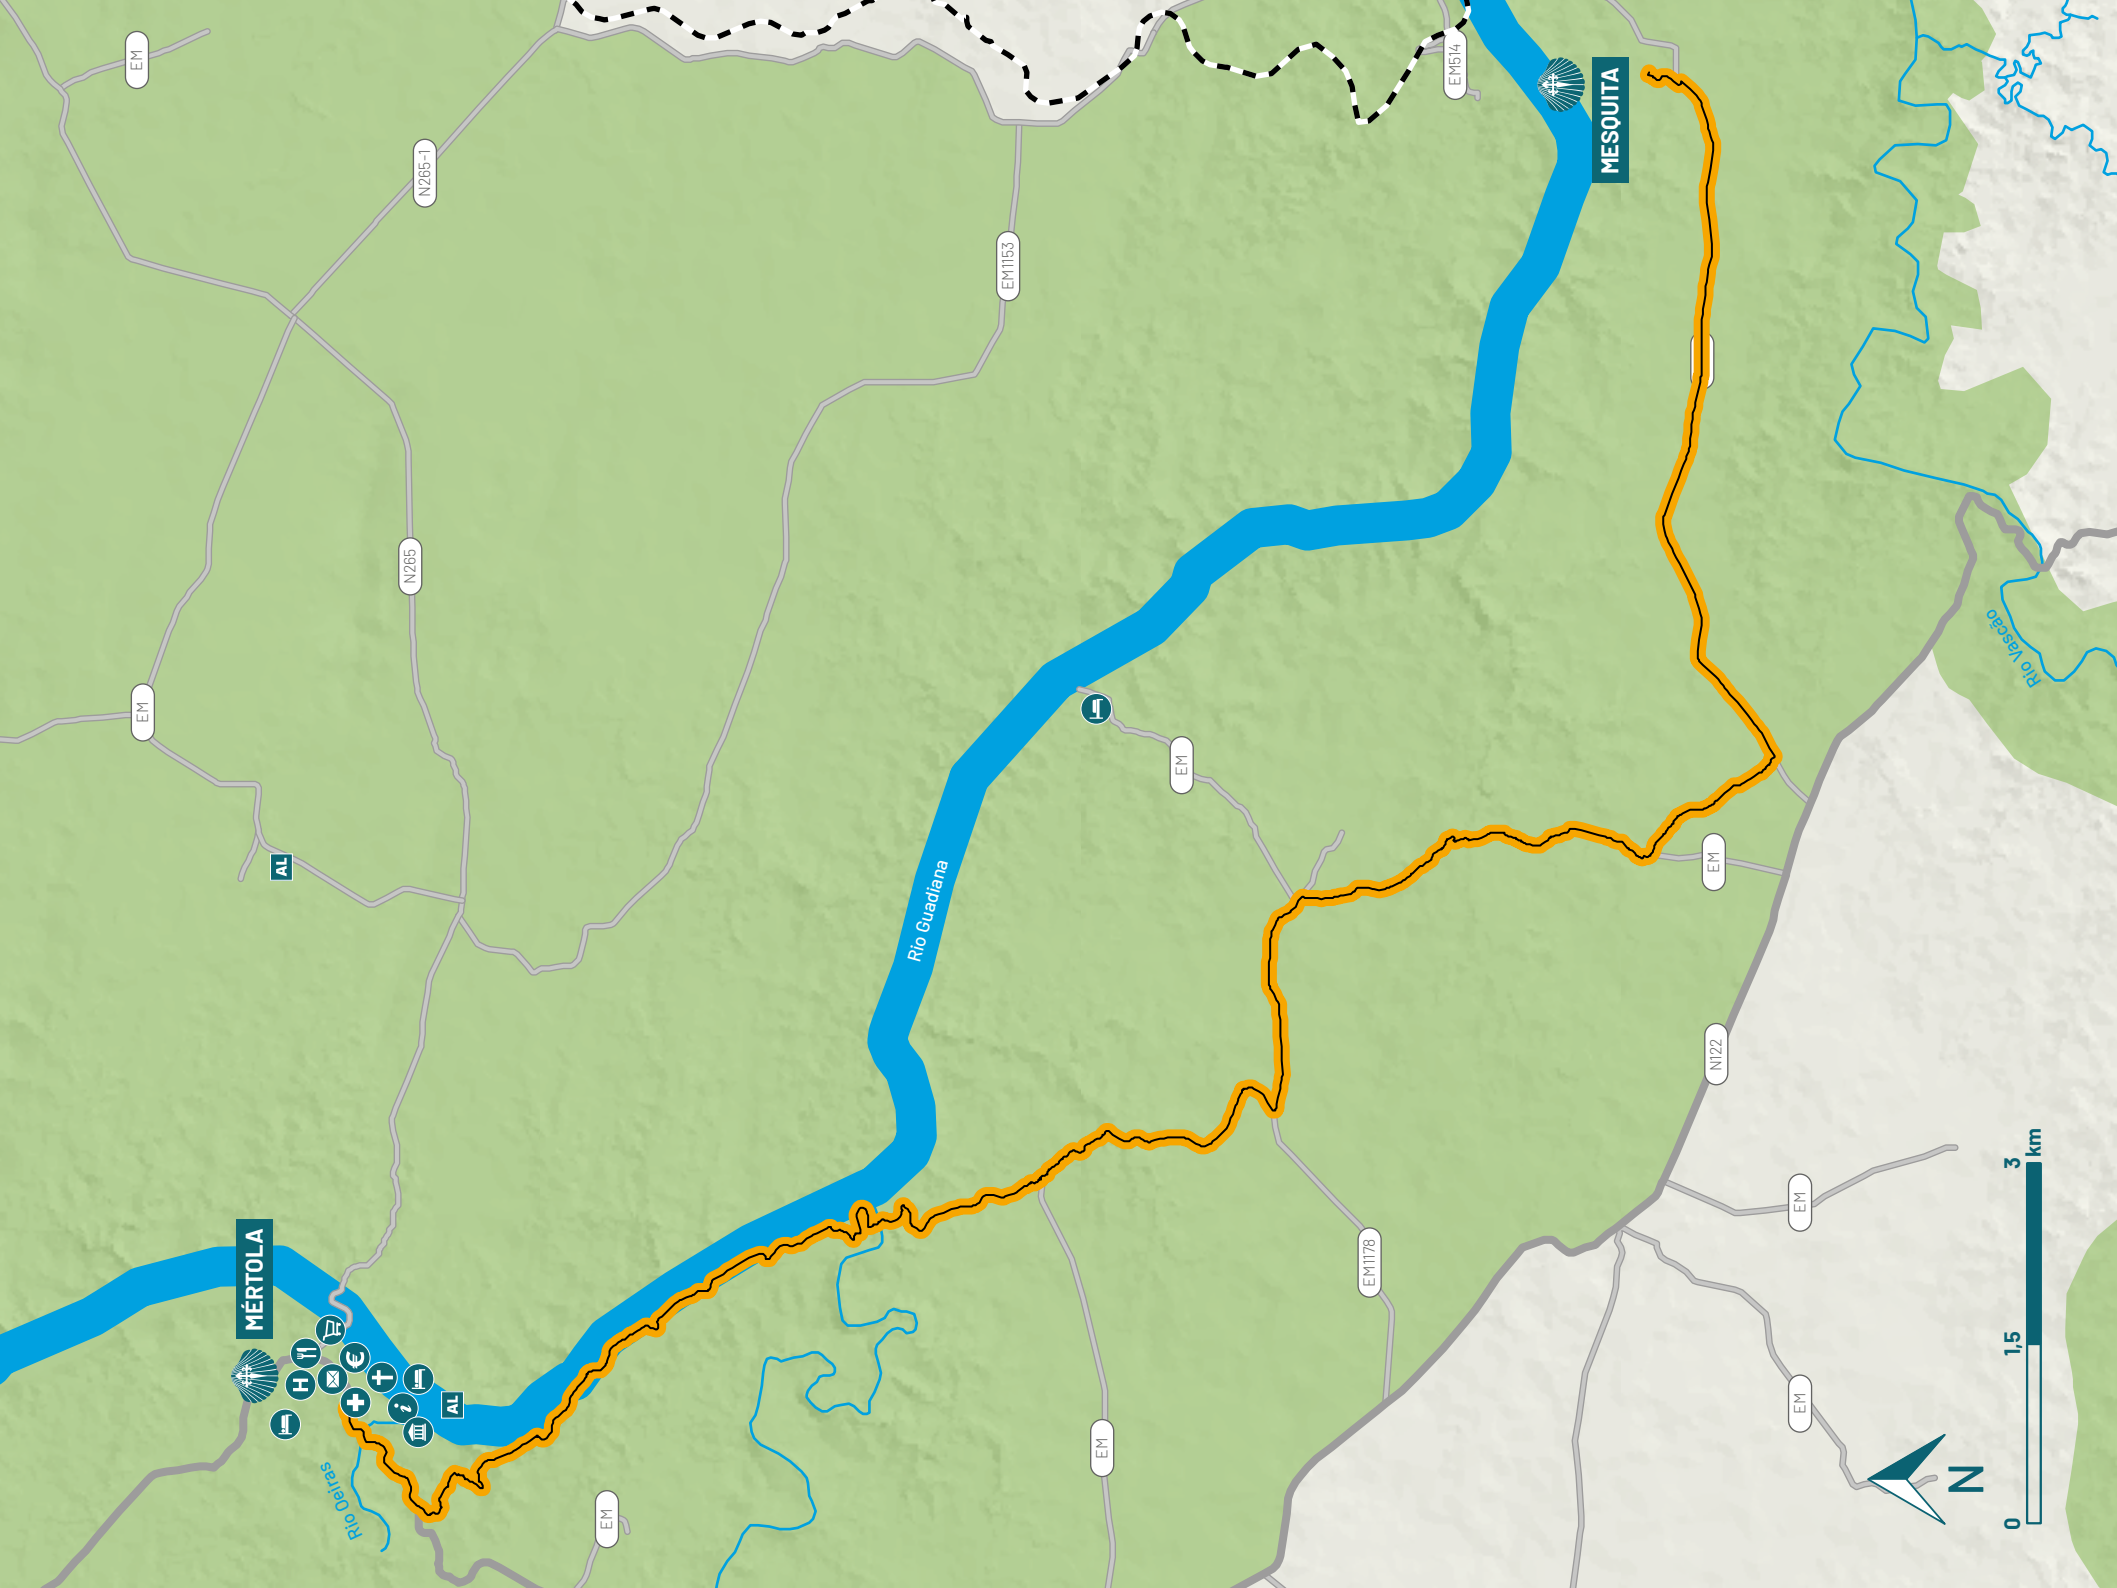 EM
N265-1
EM514
MESQUITA
EM1153
N265
EM
Rio Vascão
EM
AL
EM
Rio Guadiana
N122
EM
EM1178
MÉRTOLA
H
€
i
AL
Rio Oeiras
EM
EM
EM
N
0
1,5
3
km